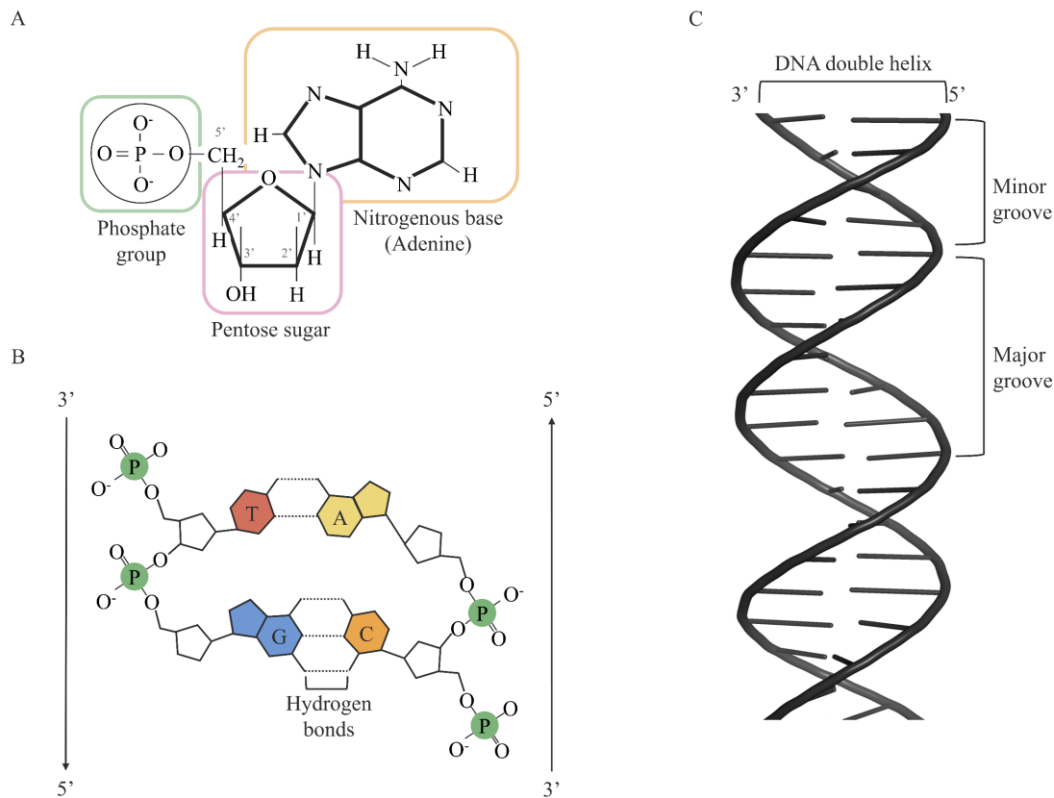 A
H H
N
N N
H
N N H
5'
O-
O=P-O-CH2
O-
O
4' 1'
H H
3' 2'
OH H
Phosphate
group
Nitrogenous base
(Adenine)
Pentose sugar
B
3' 5'
O O
P
O- O
T A
O O
P
O- O
O O-
P
O O
G C
Hydrogen
bonds
O O
P
O- O
5' 3'
C
DNA double helix
3' 5'
Minor
groove
Major
groove